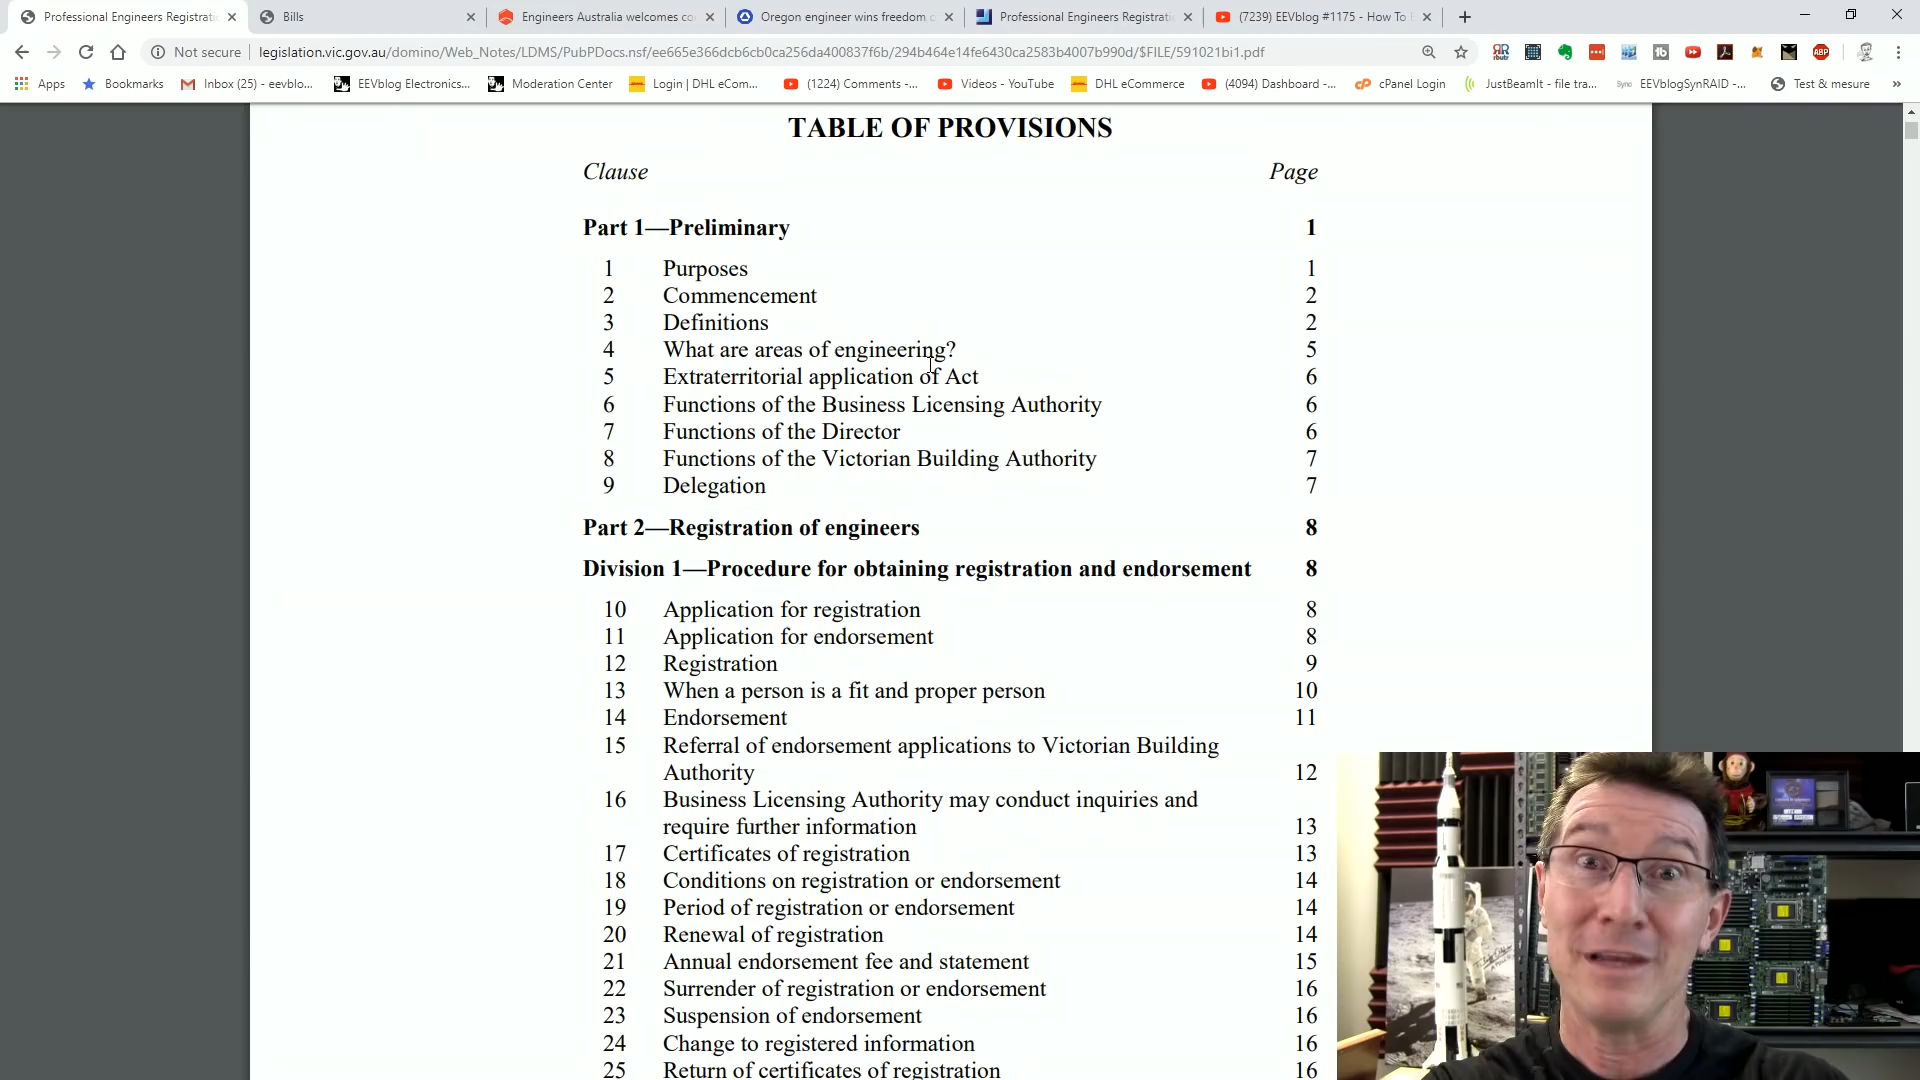 Professional Engineers Registrati
Bills
Engineers Australia welcomes co
Oregon engineer wins freedom o
Professional Engineers Registrati
(7239) EEVblog #1175 - How To
Not secure
legislation.vic.gov.au/domino/Web_Notes/LDMS/PubPDocs.nsf/ee665e366dcb6cb0ca256da400837f6b/294b464e14fe6430ca2583b4007b990d/$FILE/591021bi1.pdf
Apps
Bookmarks
Inbox (25) - eevblo...
EEVblog Electronics...
Moderation Center
Login | DHL eCom...
(1224) Comments -...
Videos - YouTube
DHL eCommerce
(4094) Dashboard -...
cPanel Login
JustBeamIt - file tra...
EEVblogSynRAID -...
Test & mesure
TABLE OF PROVISIONS
Clause Page
Part 1—Preliminary 1
1 Purposes 1
2 Commencement 2
3 Definitions 2
4 What are areas of engineering? 5
5 Extraterritorial application of Act 6
6 Functions of the Business Licensing Authority 6
7 Functions of the Director 6
8 Functions of the Victorian Building Authority 7
9 Delegation 7
Part 2—Registration of engineers 8
Division 1—Procedure for obtaining registration and endorsement 8
10 Application for registration 8
11 Application for endorsement 8
12 Registration 9
13 When a person is a fit and proper person 10
14 Endorsement 11
15 Referral of endorsement applications to Victorian Building
Authority 12
16 Business Licensing Authority may conduct inquiries and
require further information 13
17 Certificates of registration 13
18 Conditions on registration or endorsement 14
19 Period of registration or endorsement 14
20 Renewal of registration 14
21 Annual endorsement fee and statement 15
22 Surrender of registration or endorsement 16
23 Suspension of endorsement 16
24 Change to registered information 16
25 Return of certificates of registration 16